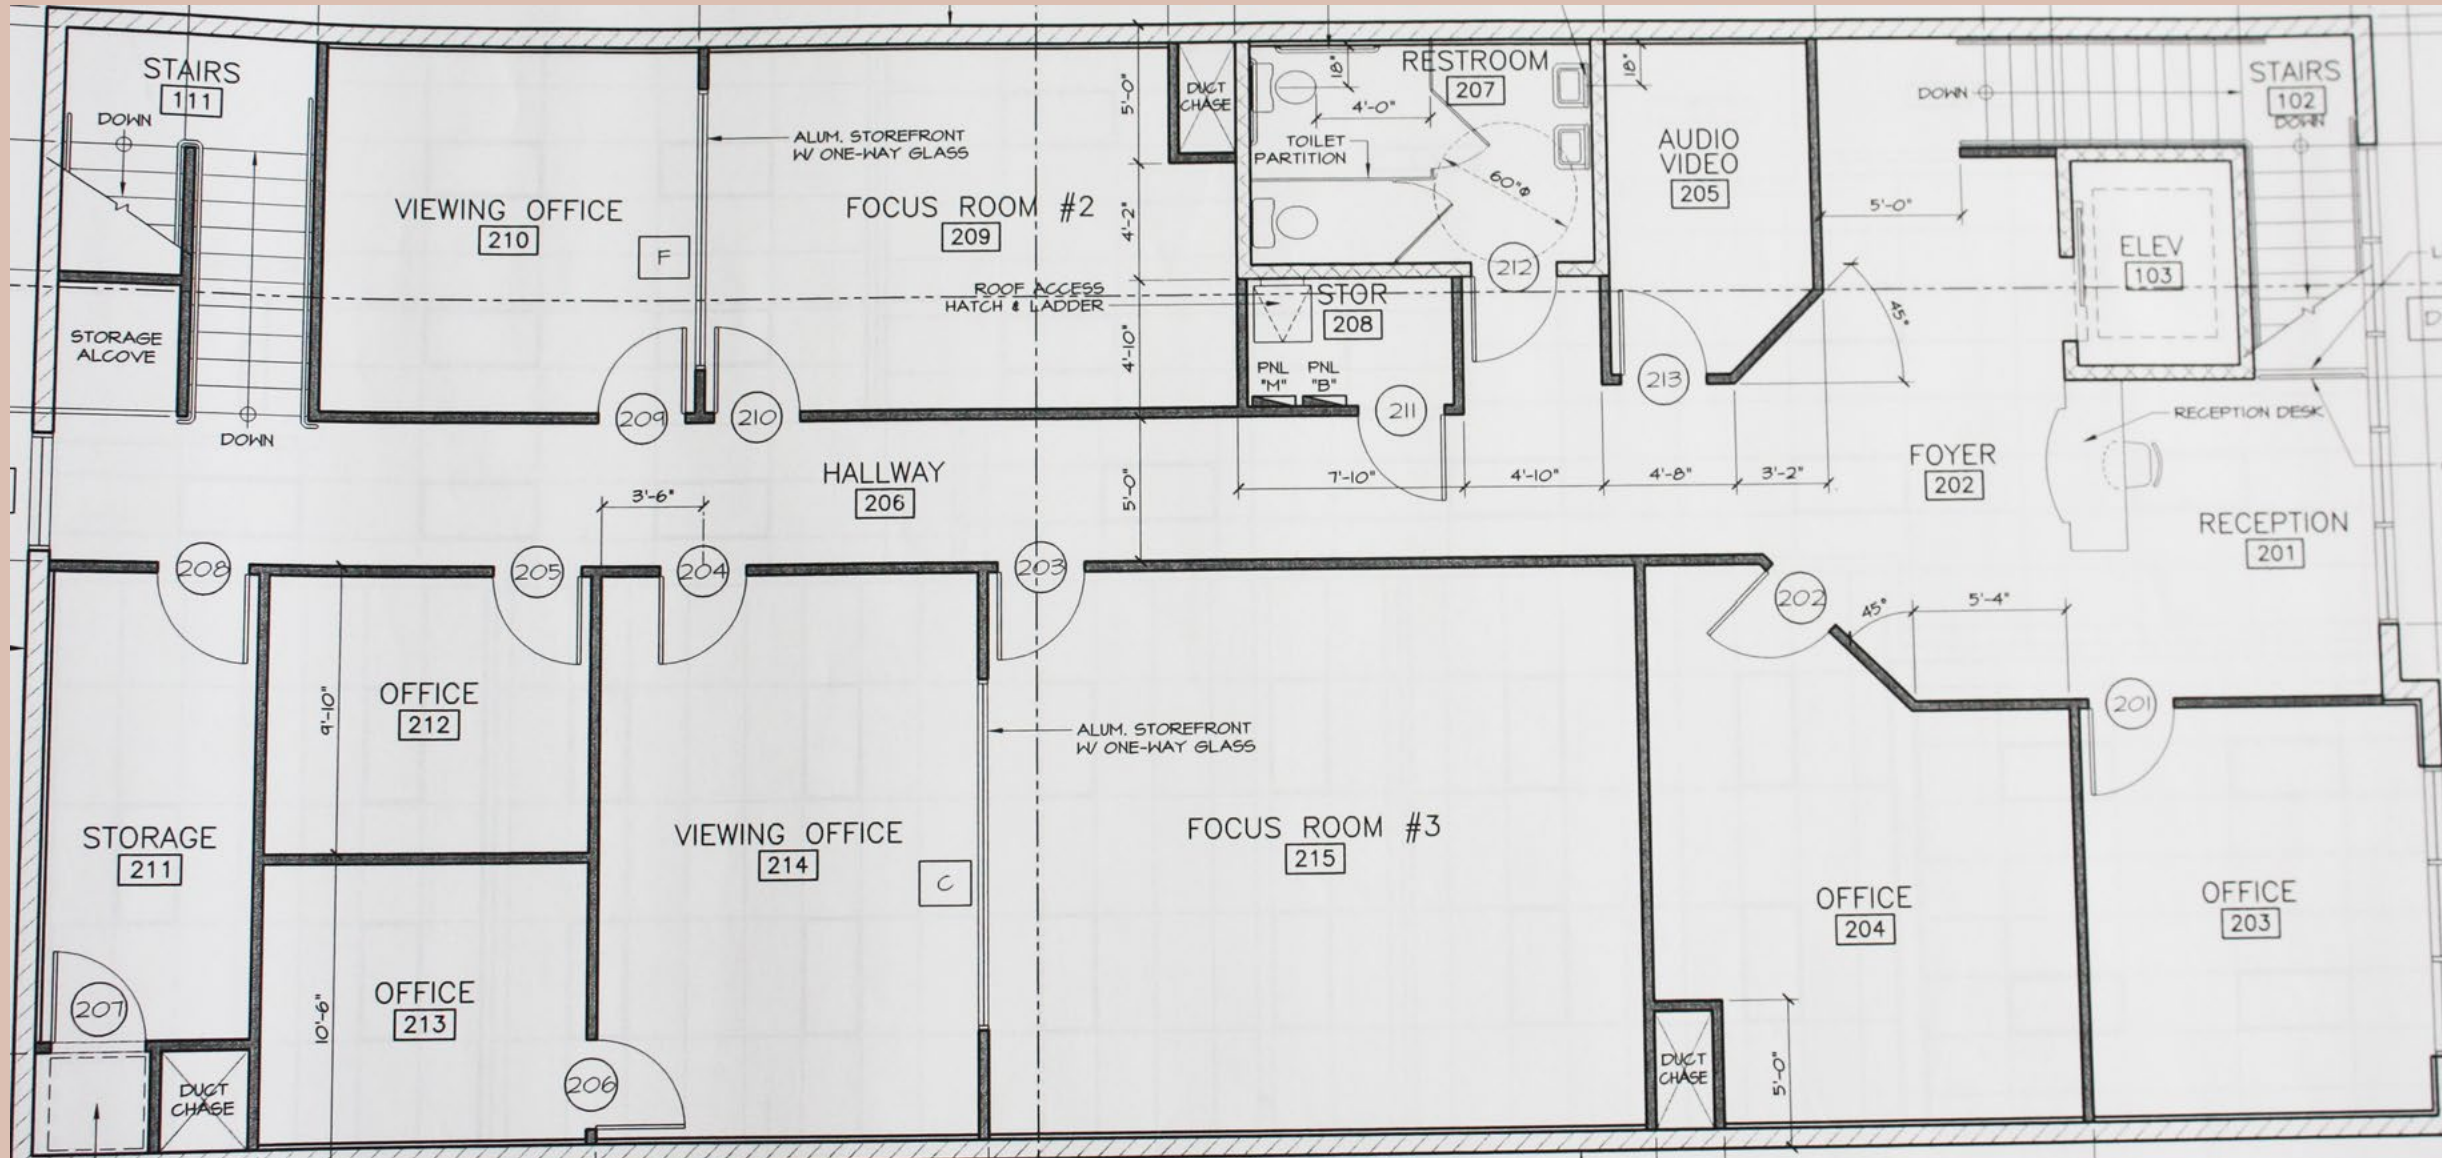 STAIRS
111
DOWN
DOWN
STORAGE
ALCOVE
VIEWING OFFICE
210
F
ALUM. STOREFRONT
W/ ONE-WAY GLASS
FOCUS ROOM #2
209
ROOF ACCESS
HATCH & LADDER
5'-0"
4'-2"
4'-10"
DUCT
CHASE
RESTROOM
207
18"
4'-0"
TOILET
PARTITION
60"ø
18"
AUDIO
VIDEO
205
STOR
208
PNL
"M"
PNL
"B"
212
213
211
DOWN
STAIRS
102
DOWN
5'-0"
45°
ELEV
103
RECEPTION DESK
209
210
HALLWAY
206
3'-6"
5'-0"
7'-10"
4'-10"
4'-8"
3'-2"
FOYER
202
RECEPTION
201
208
205
204
203
202
45°
5'-4"
201
9'-10"
OFFICE
212
STORAGE
211
VIEWING OFFICE
214
C
ALUM. STOREFRONT
W/ ONE-WAY GLASS
FOCUS ROOM #3
215
OFFICE
204
OFFICE
203
207
10'-6"
OFFICE
213
206
DUCT
CHASE
DUCT
CHASE
5'-0"